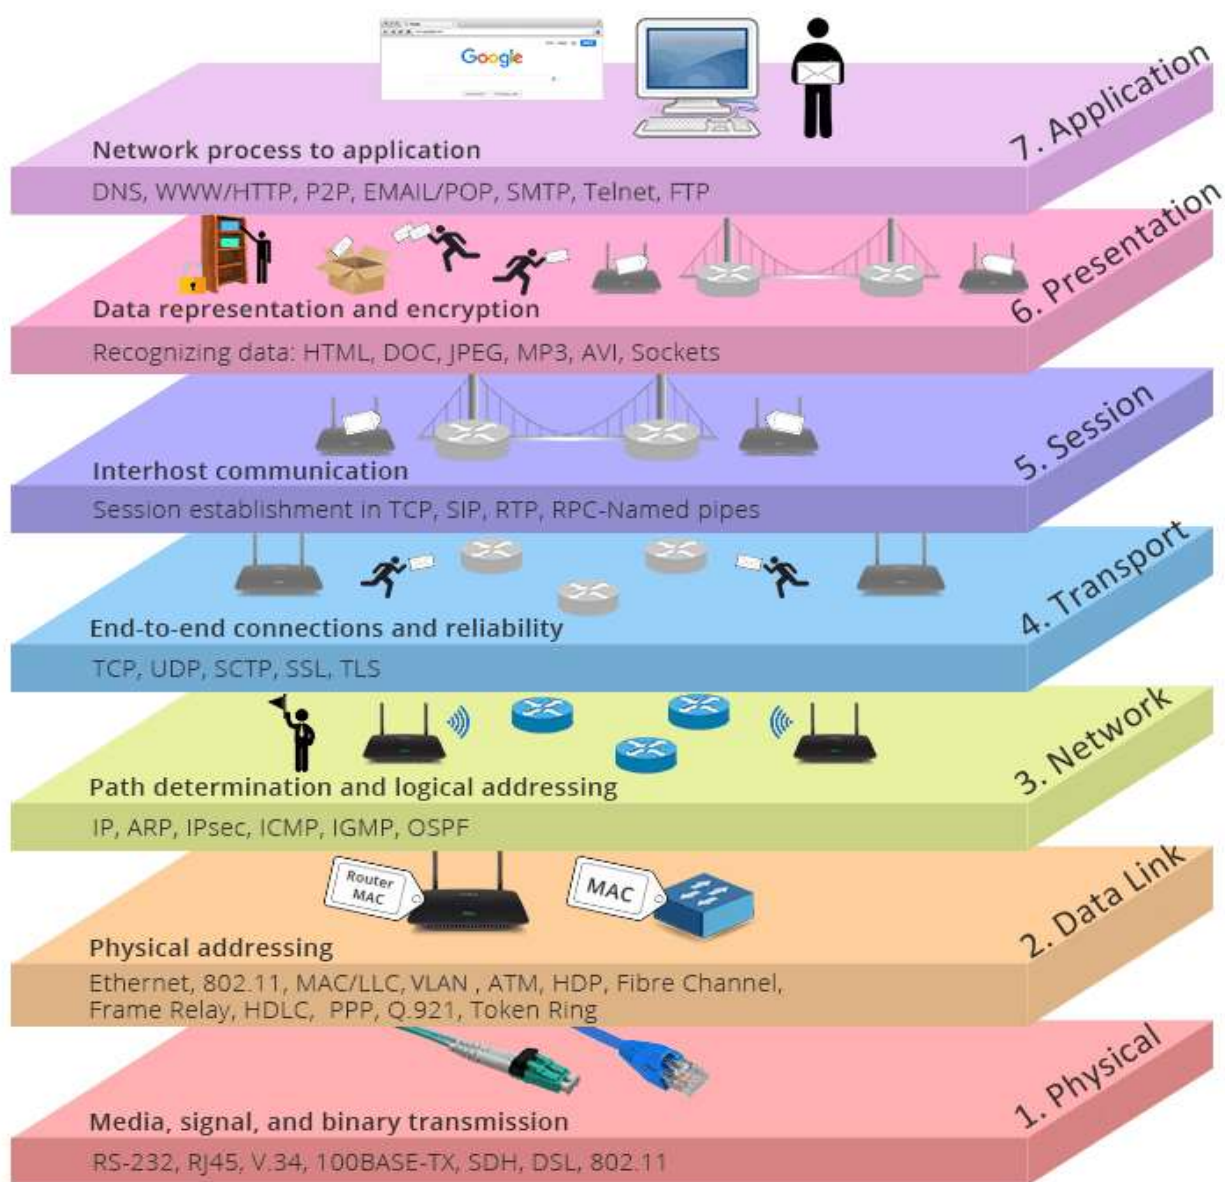 Google
7. Application
Network process to application
DNS, WWW/HTTP, P2P, EMAIL/POP, SMTP, Telnet, FTP
6. Presentation
Data representation and encryption
Recognizing data: HTML, DOC, JPEG, MP3, AVI, Sockets
5. Session
Interhost communication
Session establishment in TCP, SIP, RTP, RPC-Named pipes
4. Transport
End-to-end connections and reliability
TCP, UDP, SCTP, SSL, TLS
3. Network
Path determination and logical addressing
IP, ARP, IPsec, ICMP, IGMP, OSPF
Router
MAC
MAC
2. Data Link
Physical addressing
Ethernet, 802.11, MAC/LLC, VLAN , ATM, HDP, Fibre Channel,
Frame Relay, HDLC, PPP, Q.921, Token Ring
1. Physical
Media, signal, and binary transmission
RS-232, RJ45, V.34, 100BASE-TX, SDH, DSL, 802.11